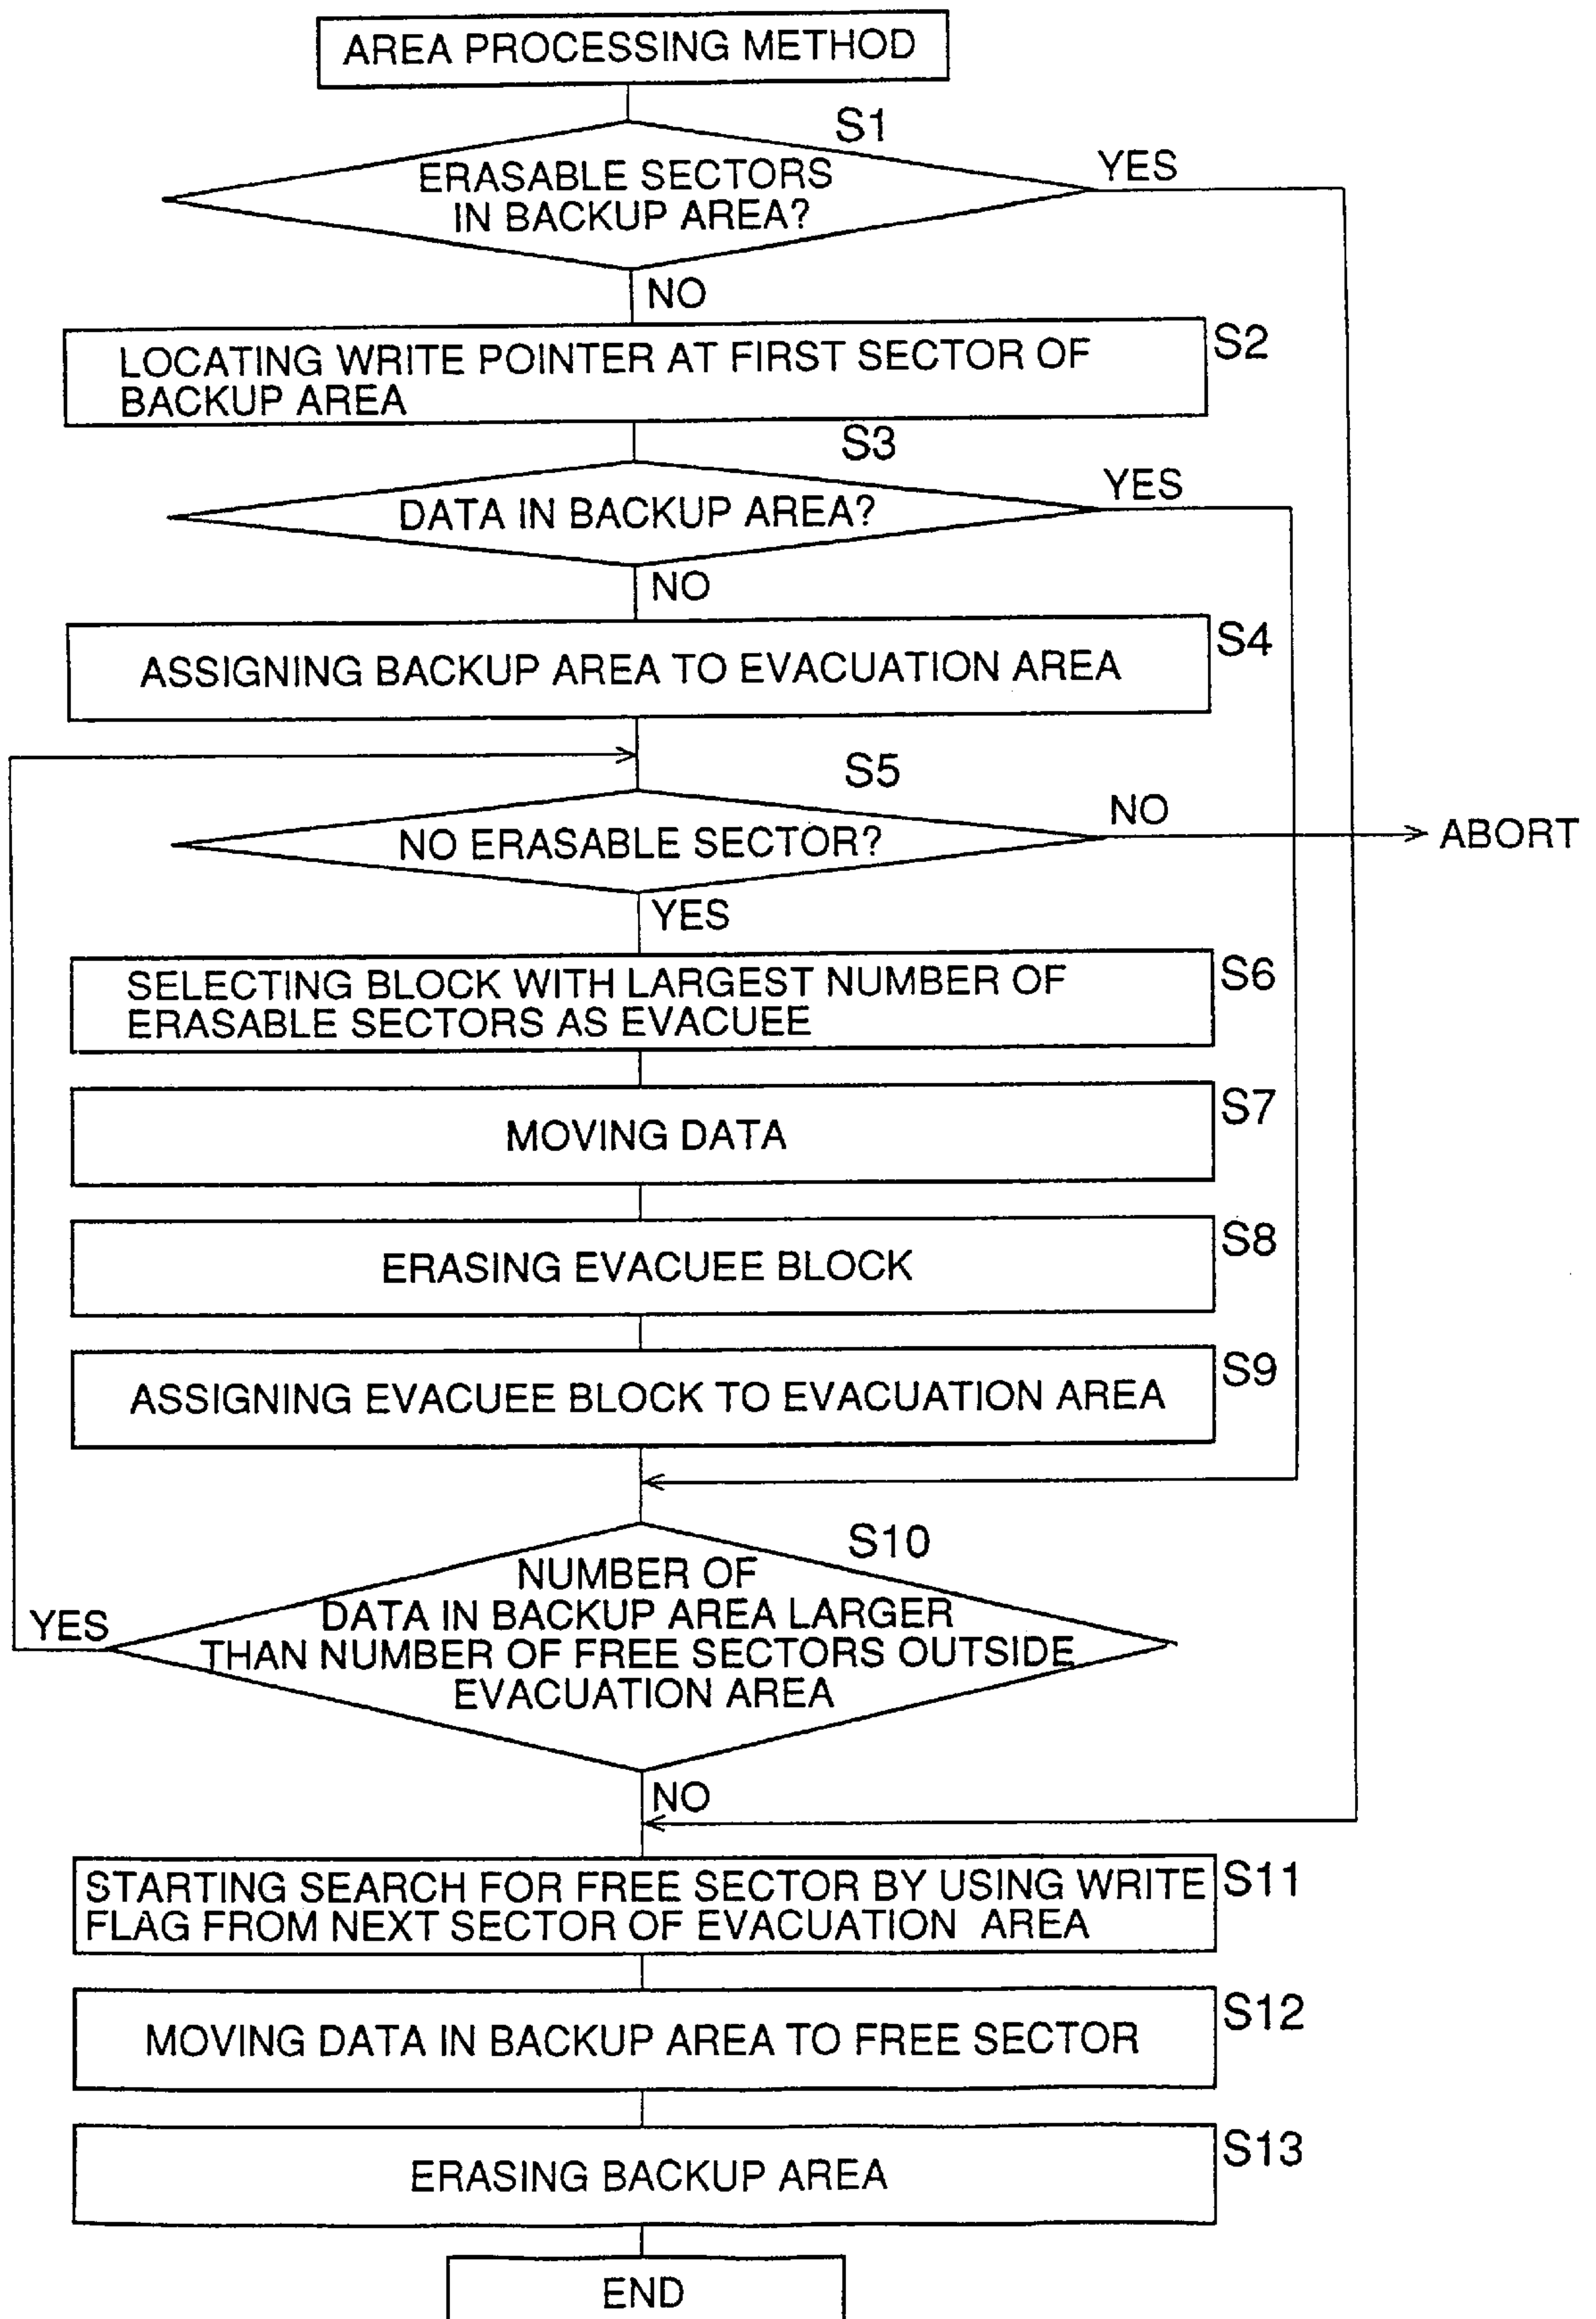 AREA PROCESSING METHOD
S1
ERASABLE SECTORS
IN BACKUP AREA?
YES
NO
LOCATING WRITE POINTER AT FIRST SECTOR OF
BACKUP AREA
S2
S3
DATA IN BACKUP AREA?
YES
NO
ASSIGNING BACKUP AREA TO EVACUATION AREA
S4
S5
NO ERASABLE SECTOR?
NO
ABORT
YES
SELECTING BLOCK WITH LARGEST NUMBER OF
ERASABLE SECTORS AS EVACUEE
S6
MOVING DATA
S7
ERASING EVACUEE BLOCK
S8
ASSIGNING EVACUEE BLOCK TO EVACUATION AREA
S9
S10
NUMBER OF
DATA IN BACKUP AREA LARGER
THAN NUMBER OF FREE SECTORS OUTSIDE
EVACUATION AREA
YES
NO
STARTING SEARCH FOR FREE SECTOR BY USING WRITE
FLAG FROM NEXT SECTOR OF EVACUATION AREA
S11
MOVING DATA IN BACKUP AREA TO FREE SECTOR
S12
ERASING BACKUP AREA
S13
END